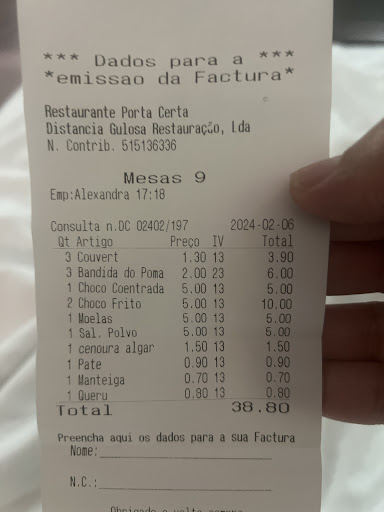 *** Dados para a ***
*emissao da Factura*
Restaurante Porta Certa
Distancia Gulosa Restauração, Lda
N. Contrib. 515136336
Mesas 9
Emp:Alexandra 17:18
Consulta n.DC 02402/197 2024-02-06
Qt Artigo Preço IV Total
3 Couvert 1.30 13 3.90
3 Bandida do Poma 2.00 23 6.00
1 Choco Coentrada 5.00 13 5.00
2 Choco Frito 5.00 13 10.00
1 Moelas 5.00 13 5.00
1 Sal. Polvo 5.00 13 5.00
1 cenoura algar 1.50 13 1.50
1 Pate 0.90 13 0.90
1 Manteiga 0.70 13 0.70
1 Queru 0.80 13 0.80
Total 38.80
Preencha aqui os dados para a sua Factura
Nome:
N.C.:
Obrigado e volte sempre